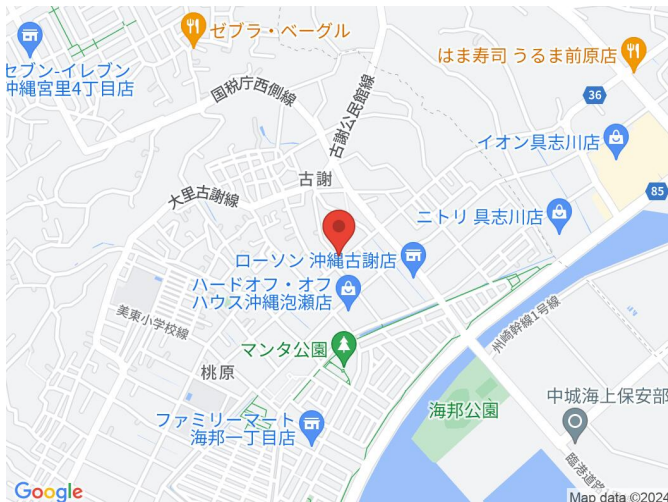 ゼブラ・ベーグル
セブン-イレブン
沖縄宮里4丁目店
はま寿司 うるま前原店
国税庁西側線
古謝公民館線
36
イオン具志川店
古謝
大里古謝線
85
ニトリ 具志川店
ローソン 沖縄古謝店
ハードオフ・オフ
ハウス沖縄泡瀬店
美東小学校線
州崎幹線1号線
マンタ公園
桃原
中城海上保安部
海邦公園
ファミリーマート
海邦一丁目店
臨港道路
Google
Map data ©2024